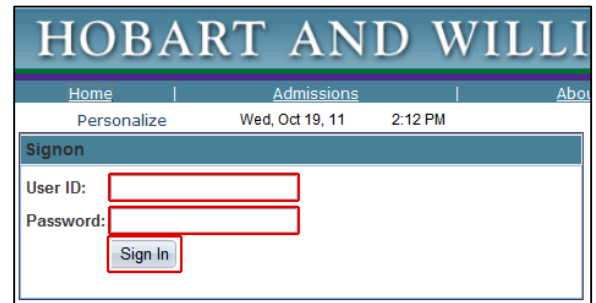 HOBART AND WILLI
Home | Admissions | Abou
Personalize Wed, Oct 19, 11 2:12 PM
Signon
User ID:
Password:
Sign In